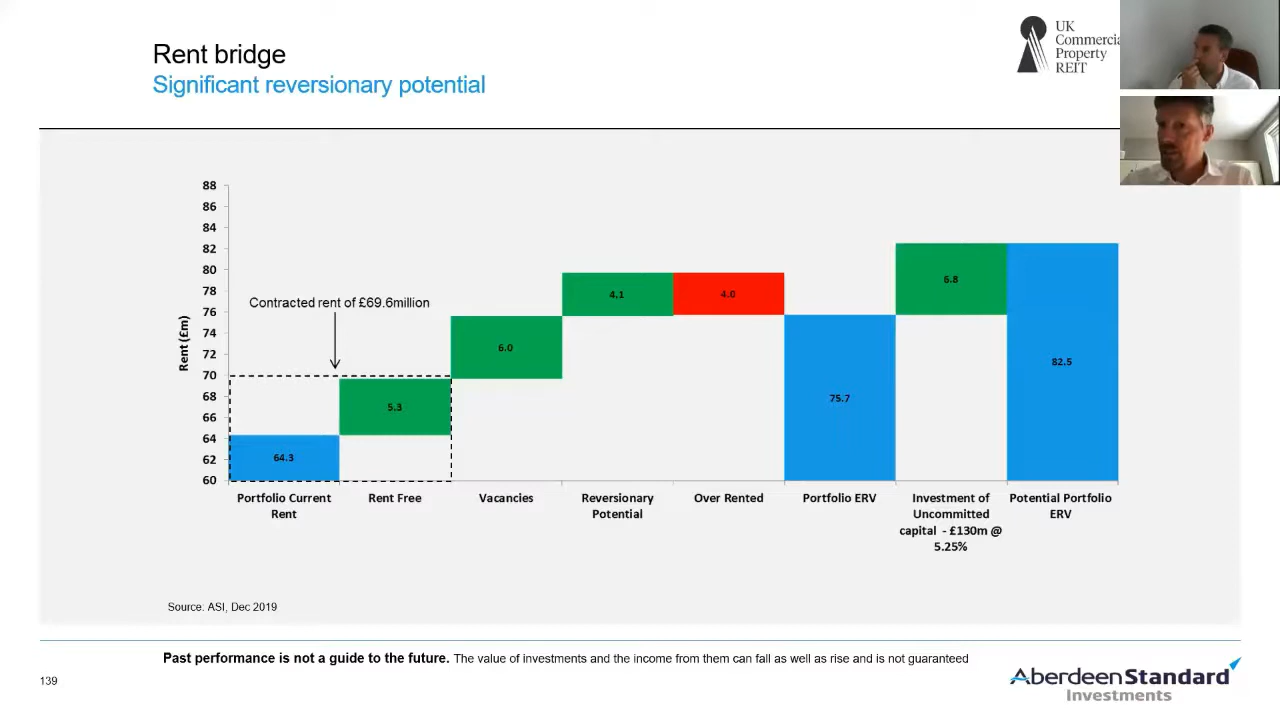 Rent bridge
Significant reversionary potential
UK
Commercia
Property
REIT
88
86
84
82
80
78
76
74
72
70
68
66
64
62
60
Rent (£m)
Contracted rent of £69.6million
64.3
5.3
6.0
4.1
4.0
75.7
6.8
82.5
Portfolio Current
Rent
Rent Free
Vacancies
Reversionary
Potential
Over Rented
Portfolio ERV
Investment of
Uncommitted
capital - £130m @
5.25%
Potential Portfolio
ERV
Source: ASI, Dec 2019
Past performance is not a guide to the future. The value of investments and the income from them can fall as well as rise and is not guaranteed
139
AberdeenStandard
Investments